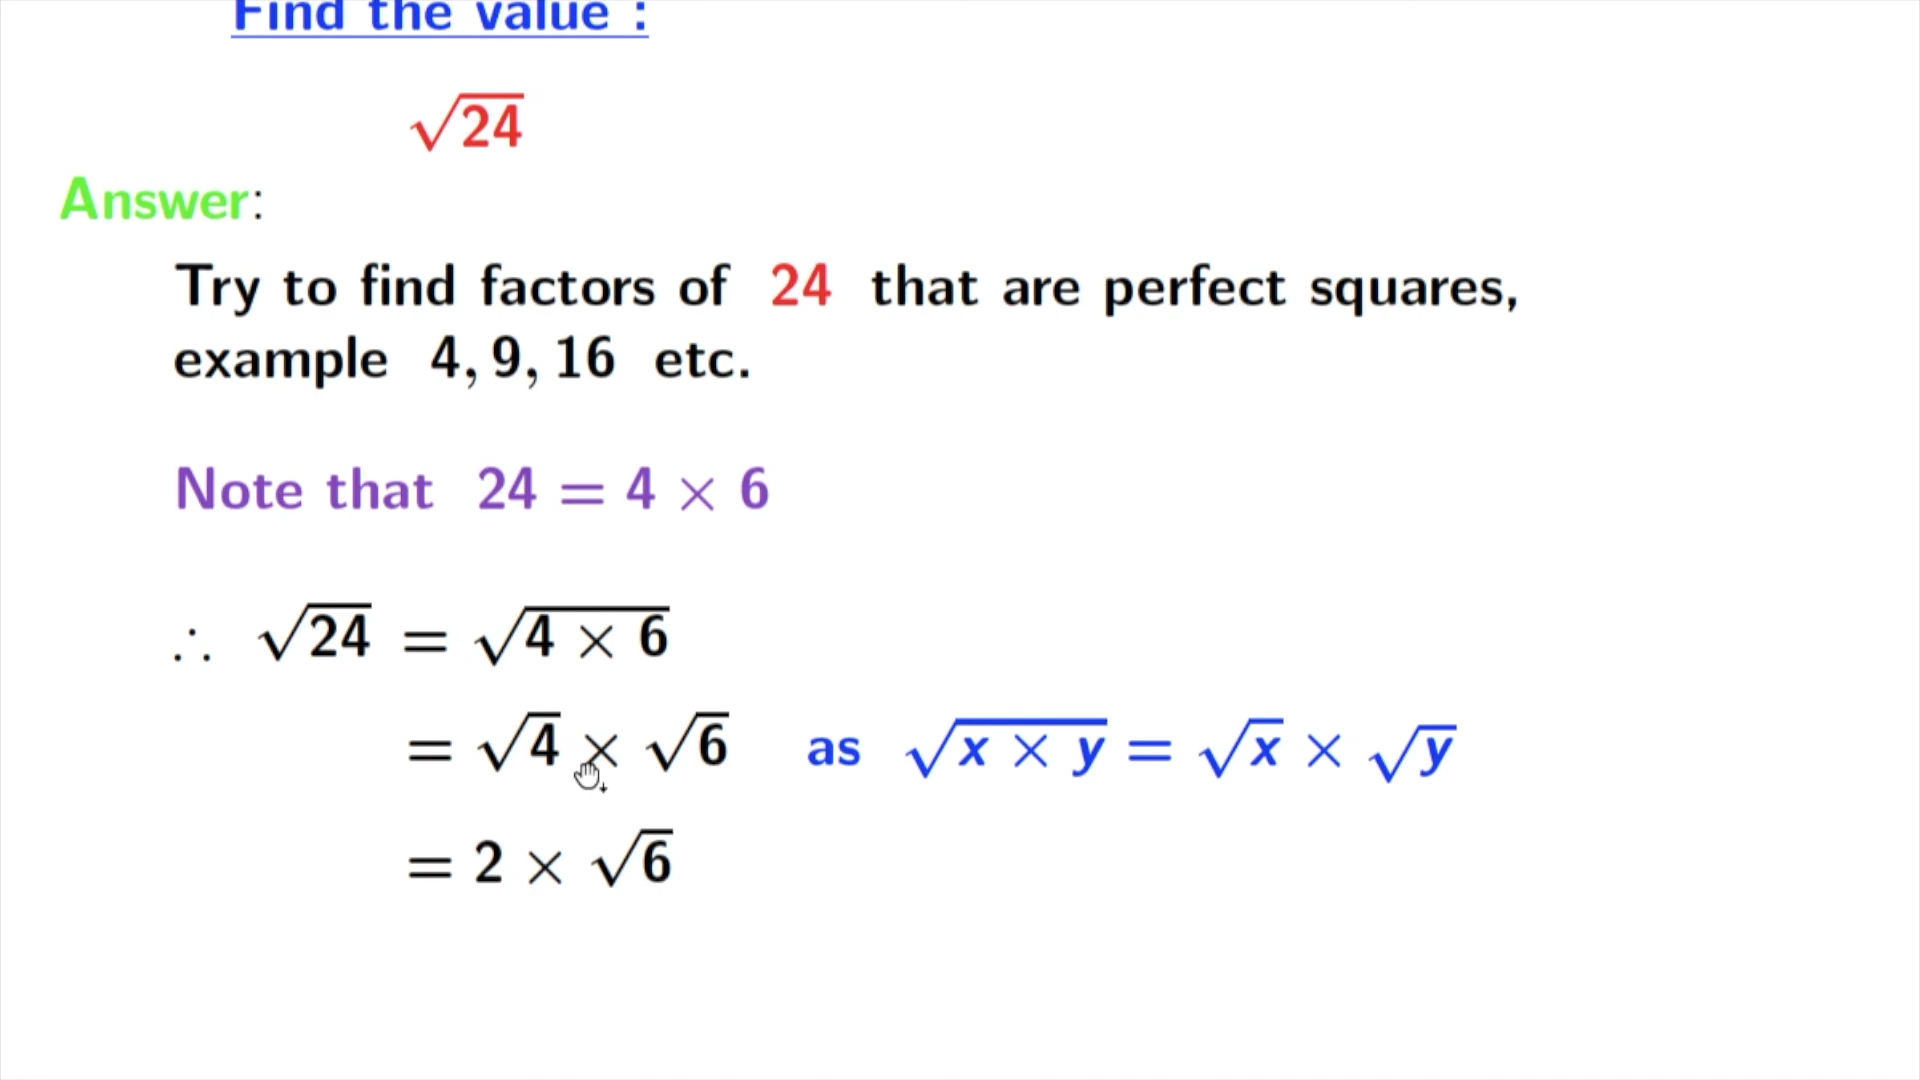 Find the value :
√24
Answer:
Try to find factors of 24 that are perfect squares,
example 4, 9, 16 etc.
Note that 24 = 4 × 6
∴ √24 = √4 × 6
= √4 × √6 as √x × y = √x × √y
= 2 × √6